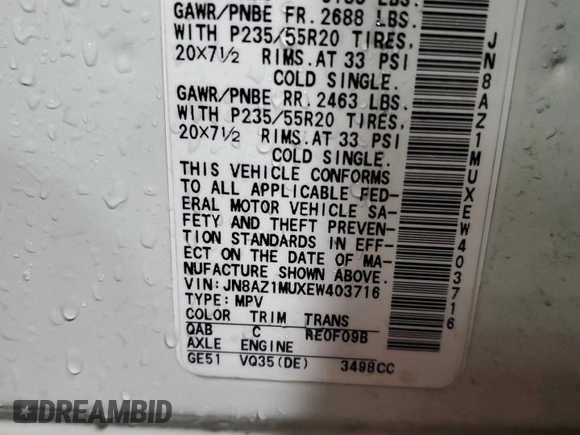 GAWR/PNBE FR. 2688 LBS.
WITH P235/55R20 TIRES,
20×7½ RIMS. AT 33 PSI
COLD SINGLE.
GAWR/PNBE RR. 2463 LBS.
WITH P235/55R20 TIRES,
20×7½ RIMS. AT 33 PSI
COLD SINGLE.
THIS VEHICLE CONFORMS
TO ALL APPLICABLE FED-
ERAL MOTOR VEHICLE SA-
FETY AND THEFT PREVEN-
TION STANDARDS IN EFF-
ECT ON THE DATE OF MA-
NUFACTURE SHOWN ABOVE.
VIN: JN8AZ1MUXEW403716
TYPE: MPV
COLOR TRIM TRANS
QAB C RE0F09B
AXLE ENGINE
GE51 VQ35(DE) 3498CC
JN8AZ1MUXEW403716
DREAMBID